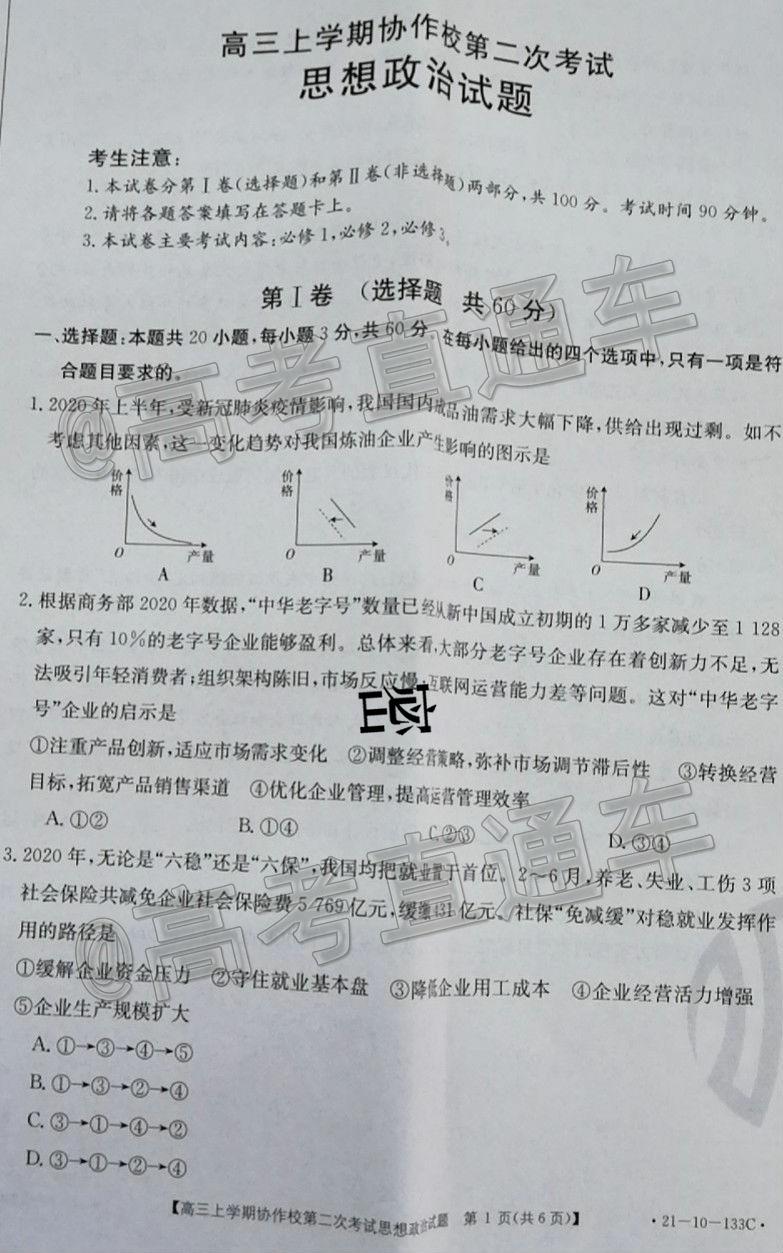 高三上学期协作校第二次考试
思想政治试题
考生注意:
1.本试卷分第Ⅰ卷(选择题)和第Ⅱ卷(非选择题)两部分,共100分。考试时间90分钟。
2.请将各题答案填写在答题卡上。
3.本试卷主要考试内容:必修1,必修2,必修3。
第Ⅰ卷 (选择题 共60分)
一、选择题:本题共20小题,每小题3分,共60分。在每小题给出的四个选项中,只有一项是符
合题目要求的。
1.2020年上半年,受新冠肺炎疫情影响,我国国内成品油需求大幅下降,供给出现过剩。如不
考虑其他因素,这一变化趋势对我国炼油企业产生影响的图示是
价格 O 产量 A
价格 O 产量 B
价格 O 产量 C
价格 O 产量 D
2.根据商务部2020年数据,“中华老字号”数量已经从新中国成立初期的1万多家减少至1 128
家,只有10%的老字号企业能够盈利。总体来看,大部分老字号企业存在着创新力不足,无
法吸引年轻消费者;组织架构陈旧,市场反应慢,互联网运营能力差等问题。这对“中华老字
号”企业的启示是
①注重产品创新,适应市场需求变化 ②调整经营策略,弥补市场调节滞后性 ③转换经营
目标,拓宽产品销售渠道 ④优化企业管理,提高运营管理效率
A.①② B.①④ C.②③ D.③④
3.2020年,无论是“六稳”还是“六保”,我国均把就业置于首位。2~6月,养老、失业、工伤3项
社会保险共减免企业社会保险费5 769亿元,缓缴431亿元、社保“免减缓”对稳就业发挥作
用的路径是
①缓解企业资金压力 ②守住就业基本盘 ③降低企业用工成本 ④企业经营活力增强
⑤企业生产规模扩大
A.①→③→④→⑤
B.①→③→②→④
C.③→①→④→②
D.③→①→②→④
【高三上学期协作校第二次考试思想政治试题 第1页(共6页)】 ·21-10-133C·
@高考直通车
@高考直通车